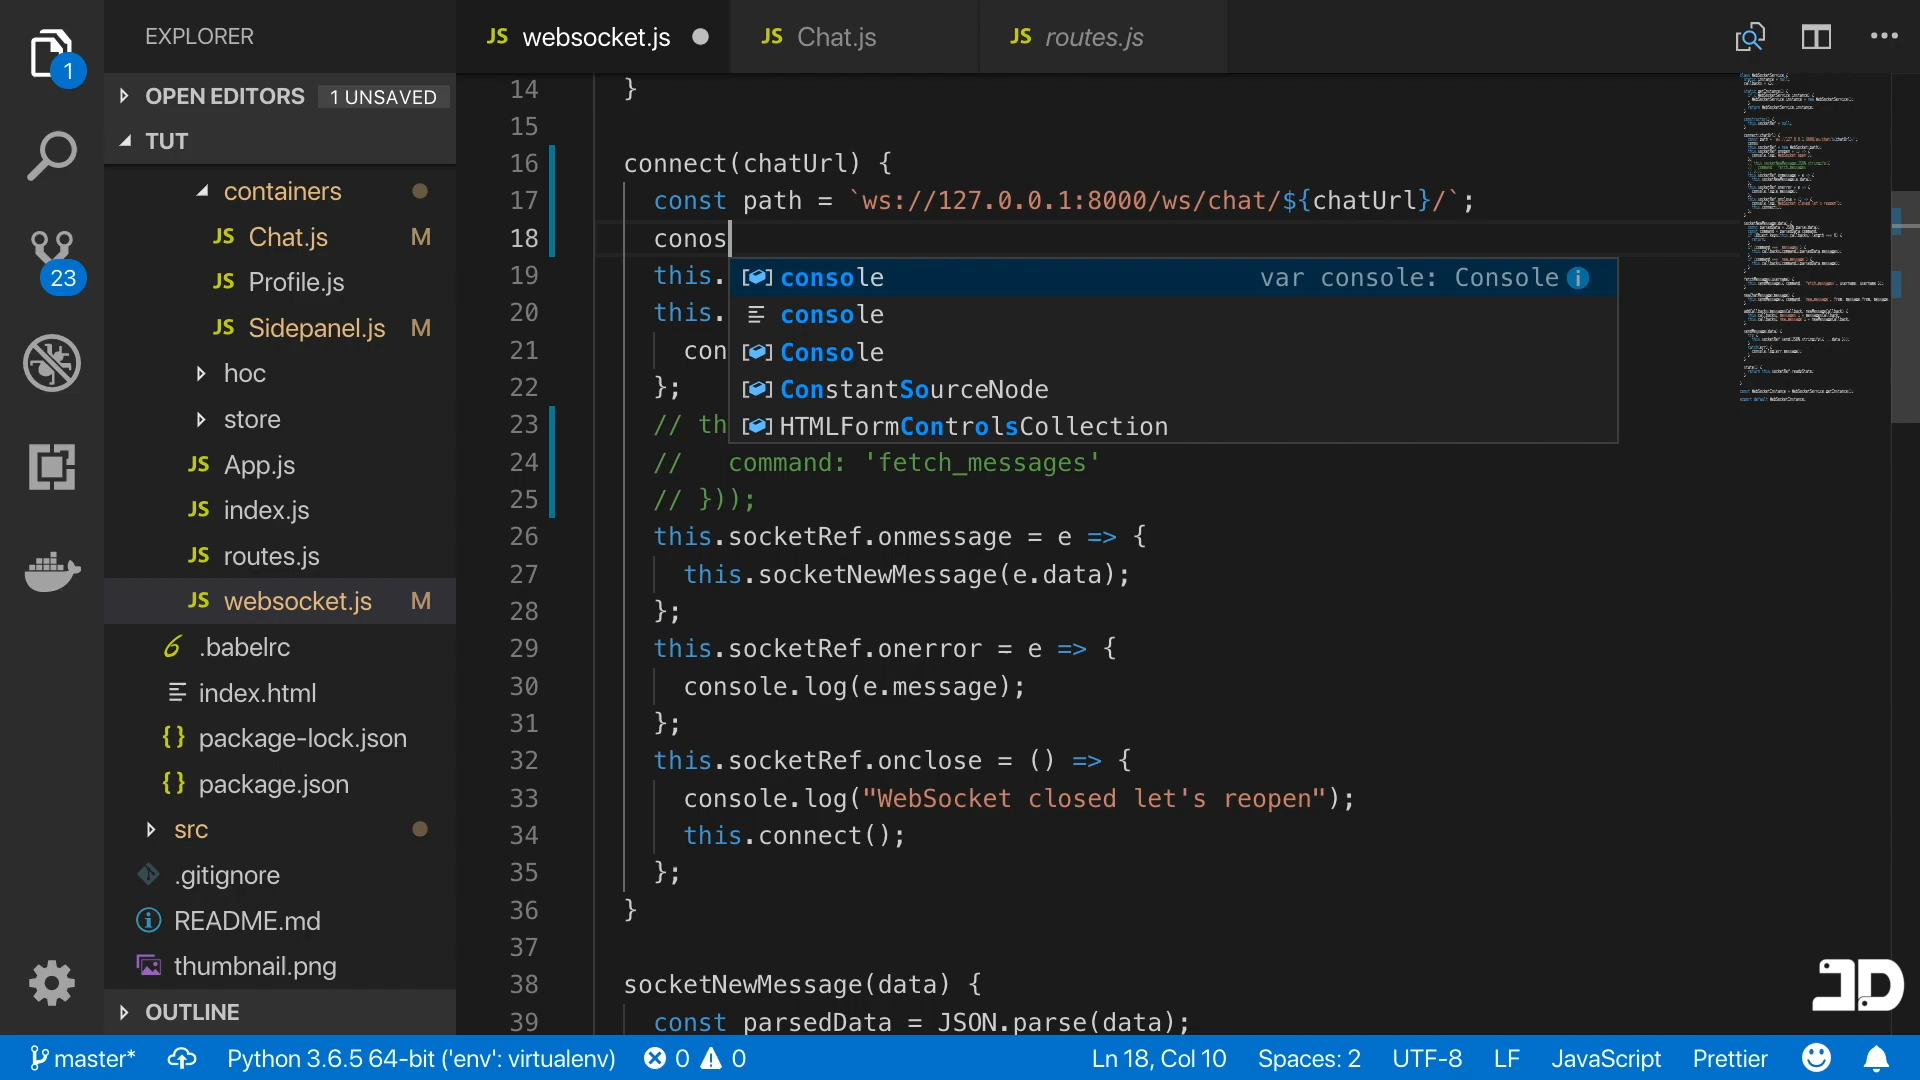 EXPLORER
JS websocket.js
JS Chat.js
JS routes.js
1
OPEN EDITORS 1 UNSAVED
TUT
containers
JS Chat.js M
JS Profile.js
JS Sidepanel.js M
hoc
store
JS App.js
JS index.js
JS routes.js
JS websocket.js M
.babelrc
index.html
{} package-lock.json
{} package.json
src
.gitignore
README.md
thumbnail.png
OUTLINE
23
14 }
15
16 connect(chatUrl) {
17 const path = `ws://127.0.0.1:8000/ws/chat/${chatUrl}/`;
18 conos
19 this.
20 this.
21 con
22 };
23 // th
24 // command: 'fetch_messages'
25 // }));
26 this.socketRef.onmessage = e => {
27 this.socketNewMessage(e.data);
28 };
29 this.socketRef.onerror = e => {
30 console.log(e.message);
31 };
32 this.socketRef.onclose = () => {
33 console.log("WebSocket closed let's reopen");
34 this.connect();
35 };
36 }
37
38 socketNewMessage(data) {
39 const parsedData = JSON.parse(data);
console var console: Console
console
Console
ConstantSourceNode
HTMLFormControlsCollection
JD
master* Python 3.6.5 64-bit ('env': virtualenv) 0 0 Ln 18, Col 10 Spaces: 2 UTF-8 LF JavaScript Prettier